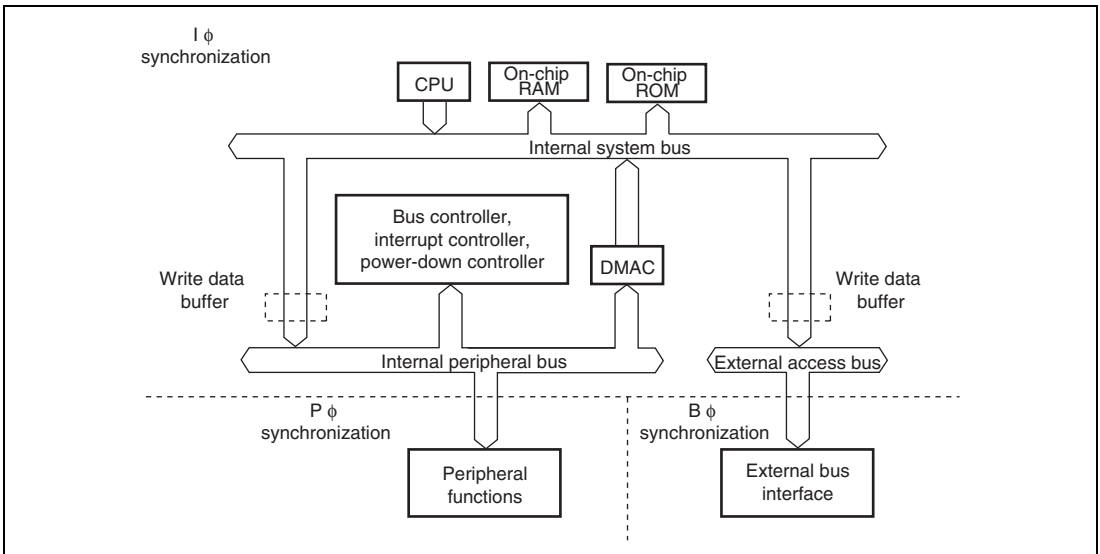 I ϕ
synchronization
CPU
On-chip
RAM
On-chip
ROM
Internal system bus
Bus controller,
interrupt controller,
power-down controller
DMAC
Write data
buffer
Write data
buffer
Internal peripheral bus
External access bus
P ϕ
synchronization
B ϕ
synchronization
Peripheral
functions
External bus
interface